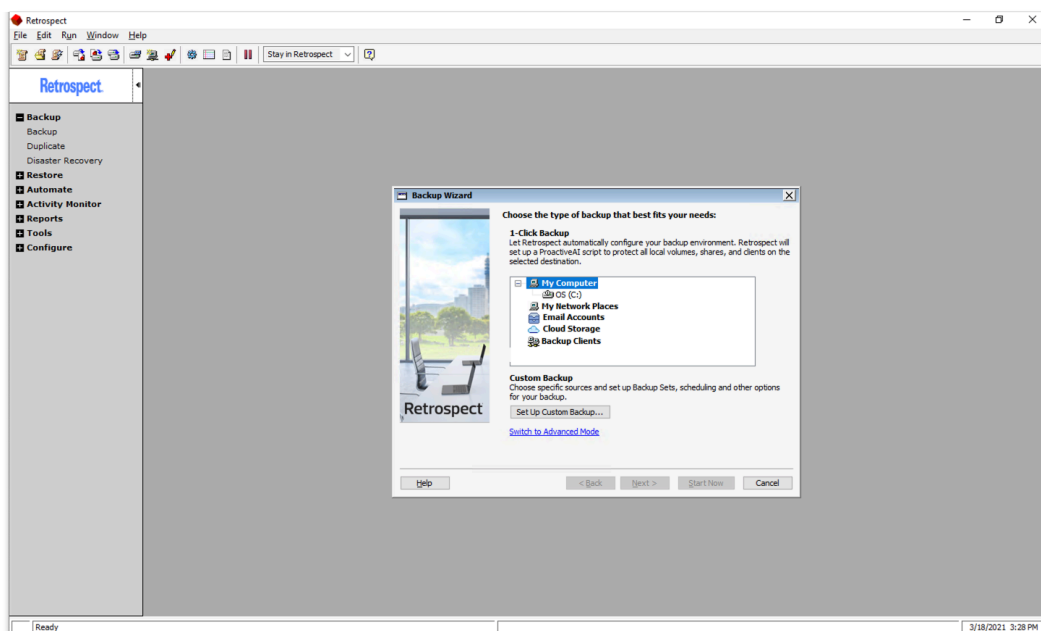 Retrospect
File Edit Run Window Help
Stay in Retrospect
Retrospect
Backup
Backup
Duplicate
Disaster Recovery
Restore
Automate
Activity Monitor
Reports
Tools
Configure
Backup Wizard
Choose the type of backup that best fits your needs:
1-Click Backup
Let Retrospect automatically configure your backup environment. Retrospect will
set up a ProactiveAI script to protect all local volumes, shares, and clients on the
selected destination.
My Computer
OS (C:)
My Network Places
Email Accounts
Cloud Storage
Backup Clients
Custom Backup
Choose specific sources and set up Backup Sets, scheduling and other options
for your backup.
Set Up Custom Backup...
Switch to Advanced Mode
Retrospect
Help
< Back
Next >
Start Now
Cancel
Ready
3/18/2021 3:28 PM